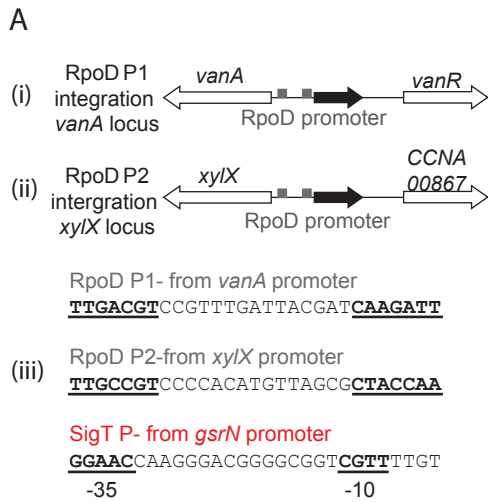 A
(i)
RpoD P1
integration
vanA locus
vanA
vanR
RpoD promoter
(ii)
RpoD P2
intergration
xylX locus
xylX
CCNA
00867
RpoD promoter
(iii)
RpoD P1- from vanA promoter
TTGACGTCCGTTTGATTACGATCAAGATT
RpoD P2-from xylX promoter
TTGCCGTCCCCACATGTTAGCGCTACCAA
SigT P- from gsrN promoter
GGAACCAAGGGACGGGGCGGTCGTTTTGT
-35 -10